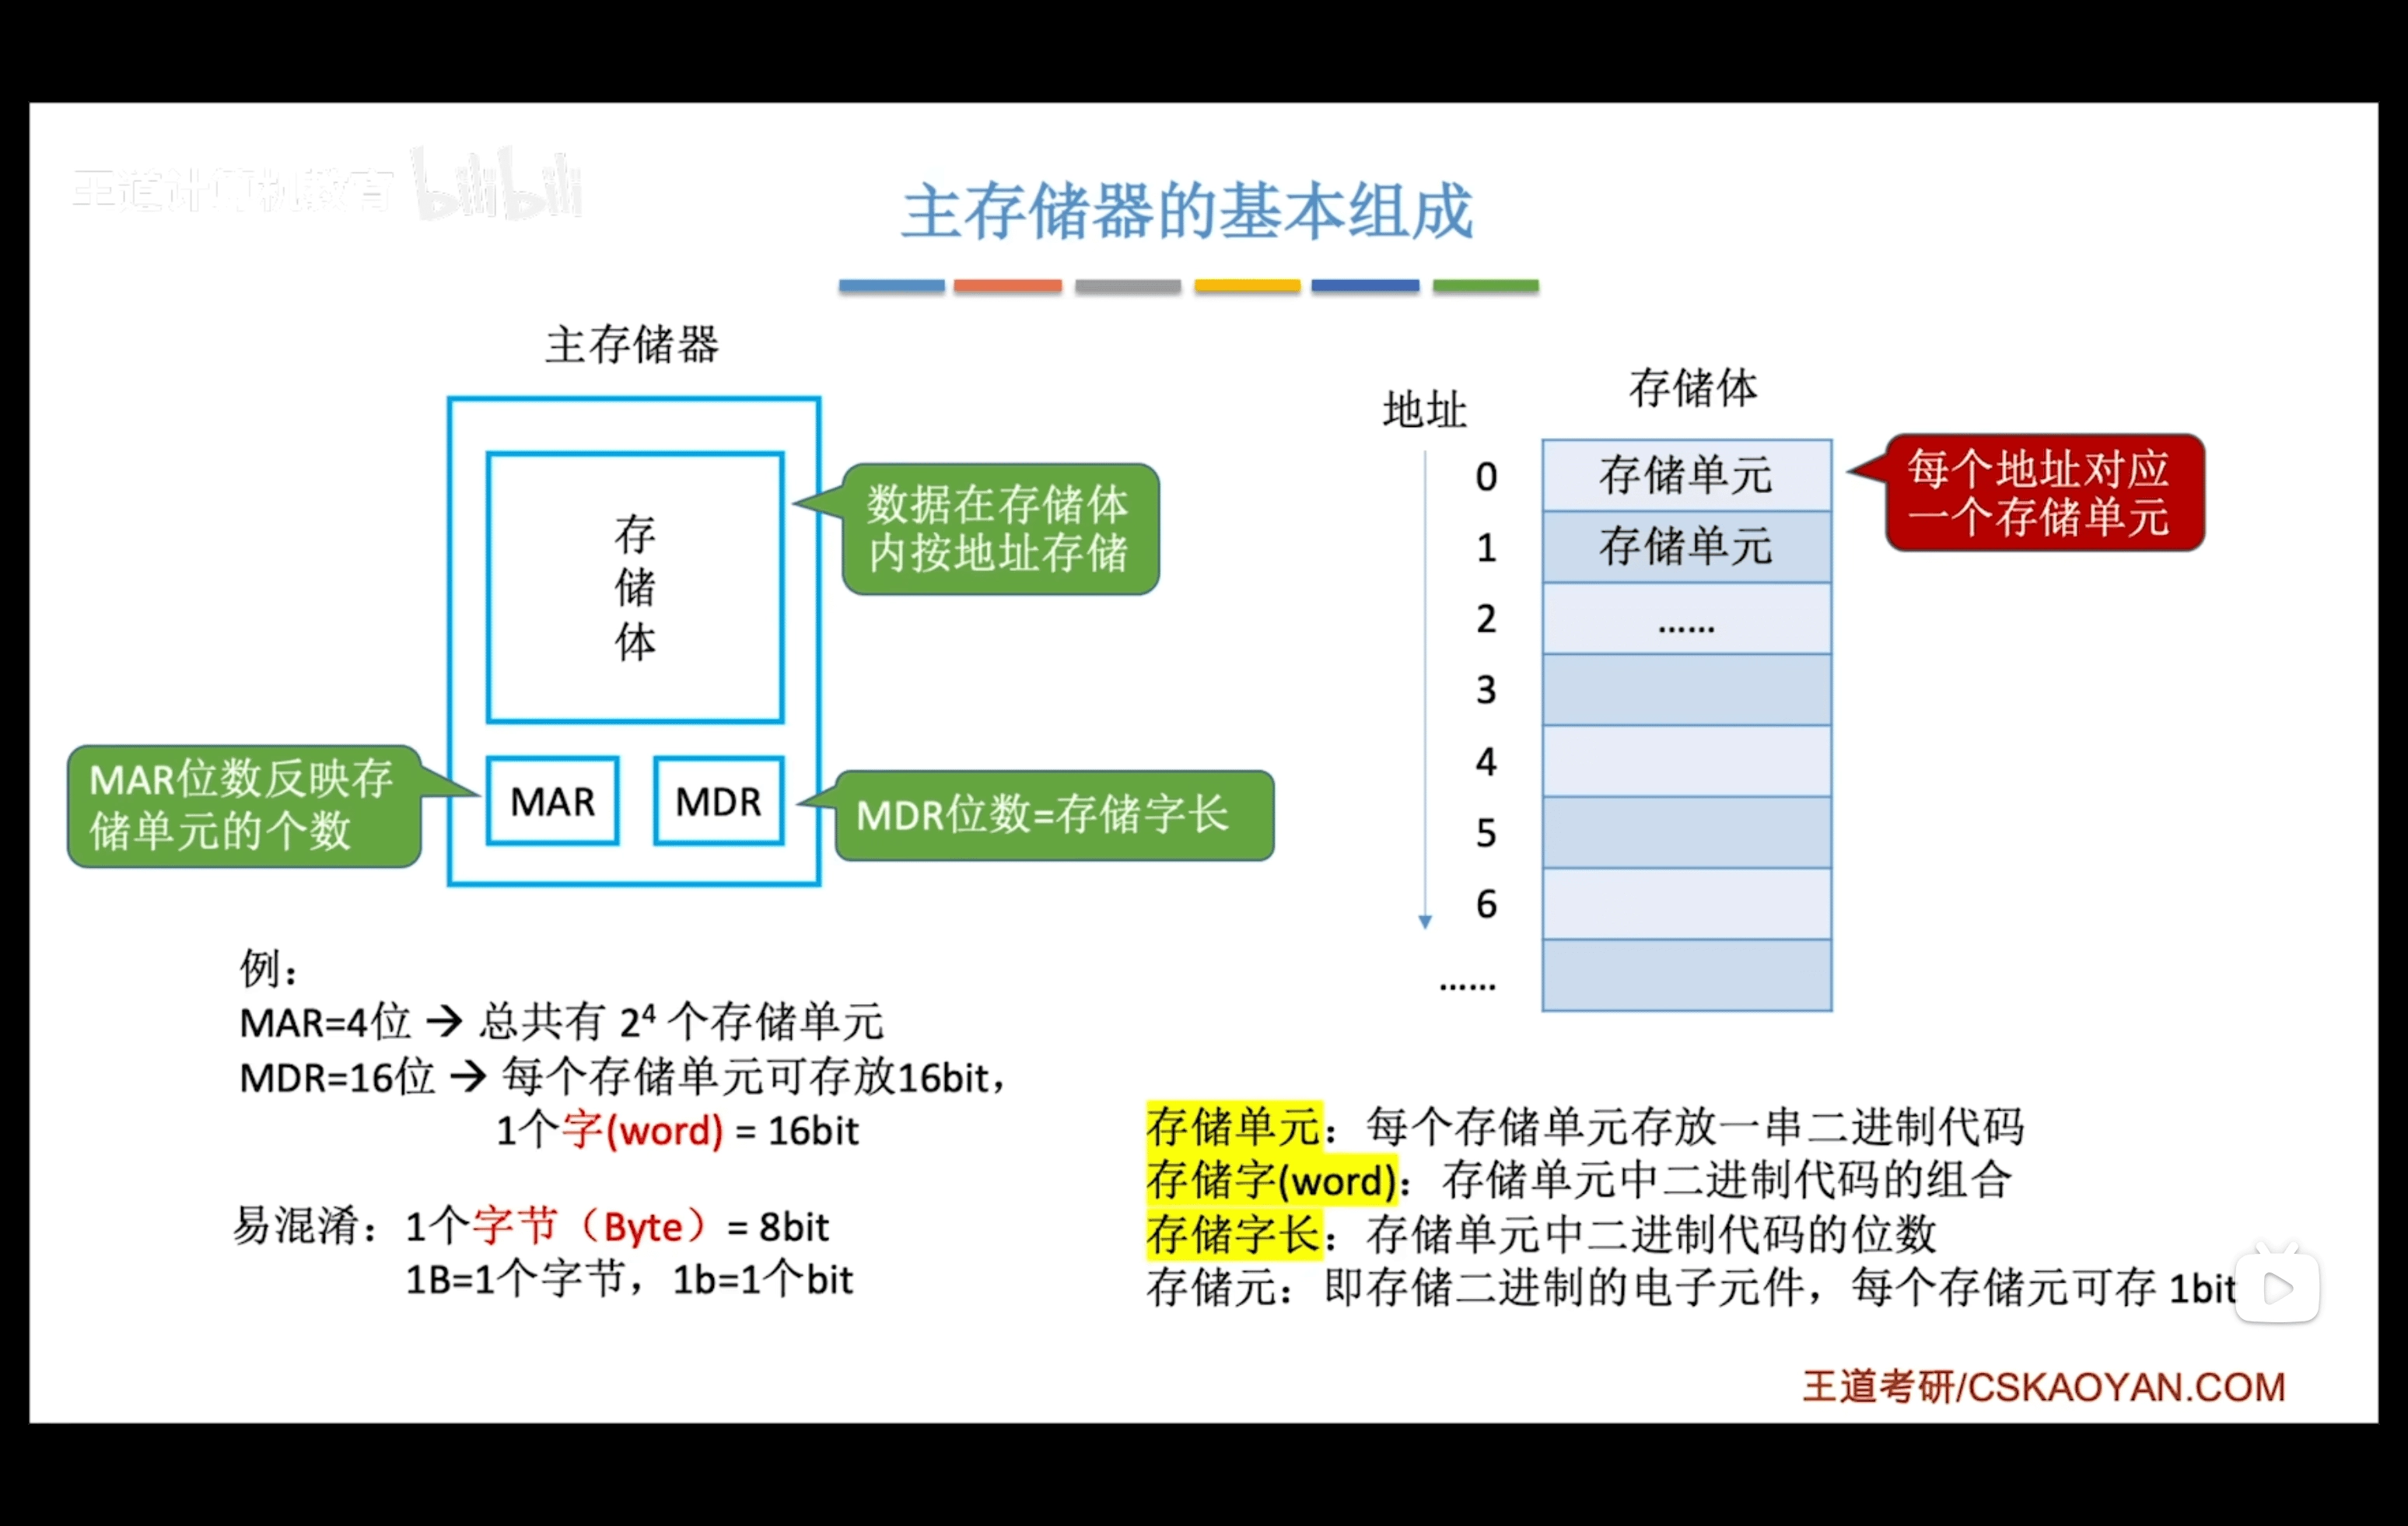 王道计算机教育 bilibili
主存储器的基本组成
主存储器
存
储
体
数据在存储体
内按地址存储
MAR位数反映存
储单元的个数
MAR
MDR
MDR位数=存储字长
例：
MAR=4位 → 总共有 2⁴ 个存储单元
MDR=16位 → 每个存储单元可存放16bit，
1个字(word) = 16bit
易混淆：1个字节（Byte）= 8bit
1B=1个字节，1b=1个bit
地址
存储体
0 存储单元
1 存储单元
2 ……
3
4
5
6
……
每个地址对应
一个存储单元
存储单元：每个存储单元存放一串二进制代码
存储字(word)：存储单元中二进制代码的组合
存储字长：存储单元中二进制代码的位数
存储元：即存储二进制的电子元件，每个存储元可存 1bit
王道考研/CSKAOYAN.COM